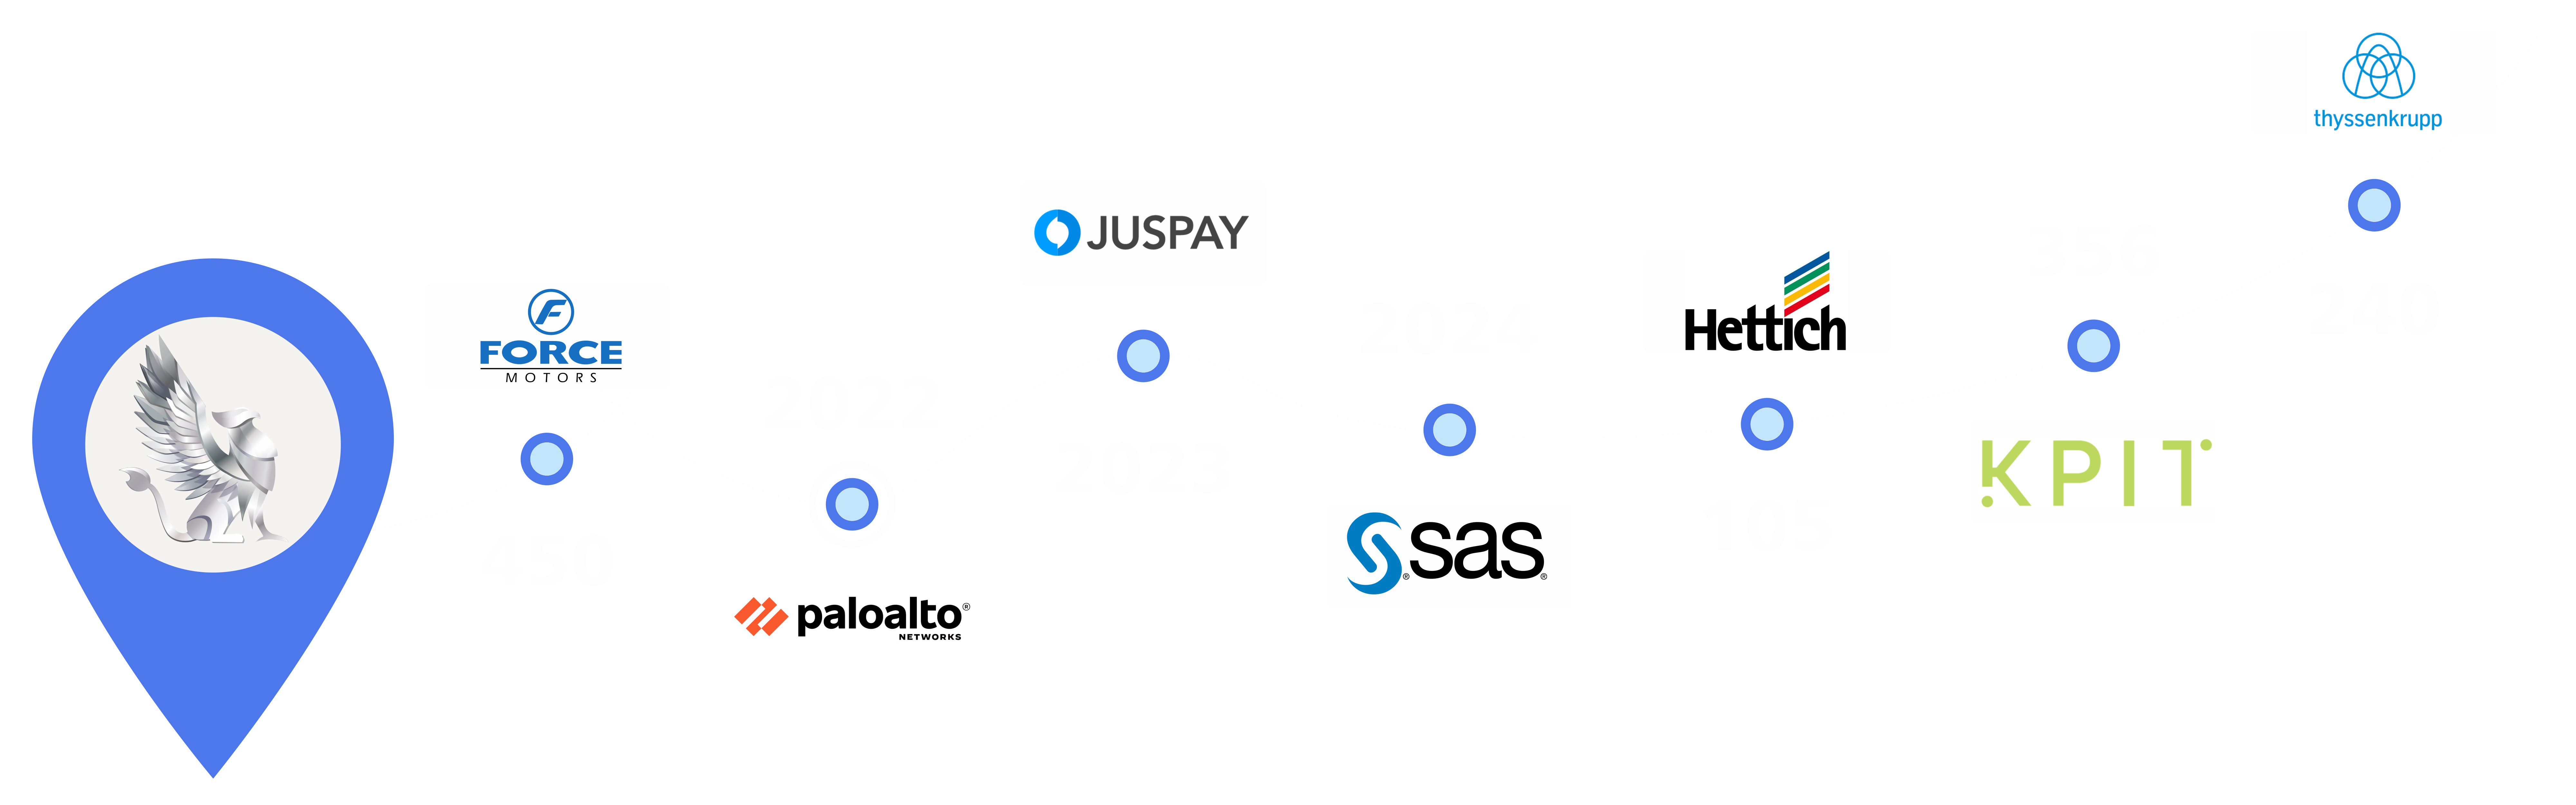 F
FORCE
MOTORS
paloalto®
NETWORKS
JUSPAY
® sas ®
Hettich
KPIT
thyssenkrupp